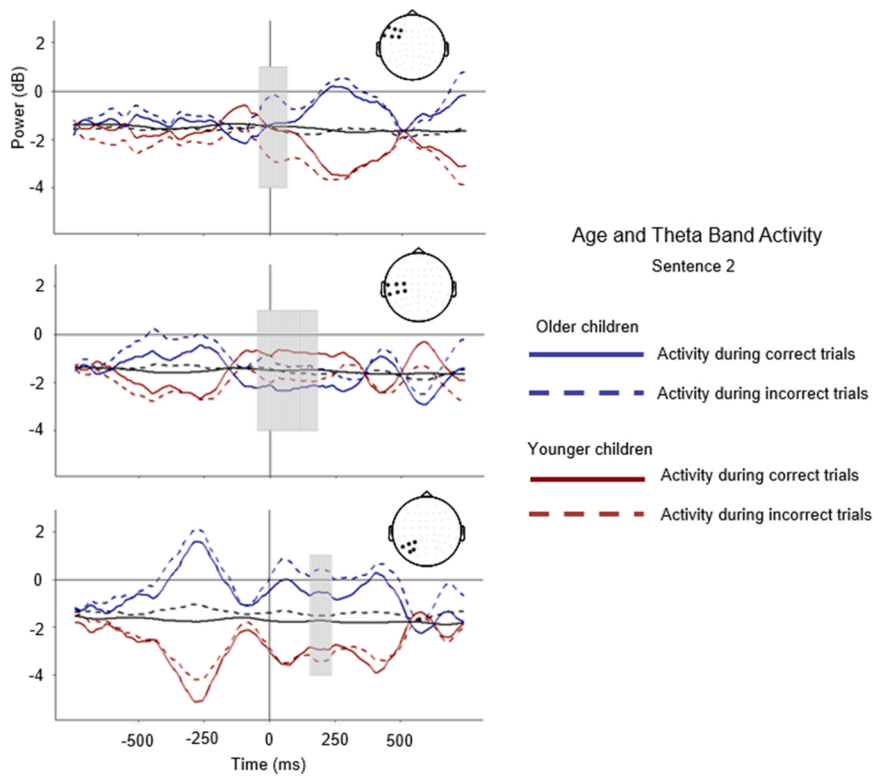 2
0
-2
-4
Power (dB)
2
0
-2
-4
2
0
-2
-4
-500
-250
0
250
500
Time (ms)
Age and Theta Band Activity
Sentence 2
Older children
Activity during correct trials
Activity during incorrect trials
Younger children
Activity during correct trials
Activity during incorrect trials